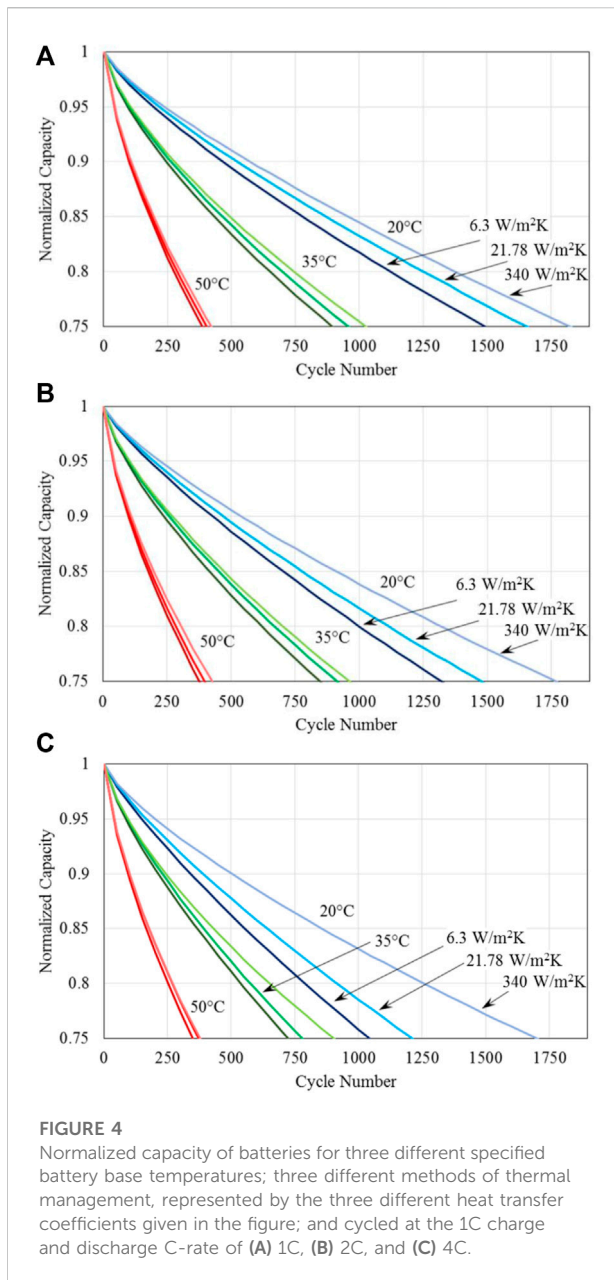 A
1
0.95
0.9
0.85
0.8
0.75
Normalized Capacity
20°C
6.3 W/m²K
21.78 W/m²K
340 W/m²K
35°C
50°C
0 250 500 750 1000 1250 1500 1750
Cycle Number
B
1
0.95
0.9
0.85
0.8
0.75
Normalized Capacity
20°C
6.3 W/m²K
21.78 W/m²K
340 W/m²K
35°C
50°C
0 250 500 750 1000 1250 1500 1750
Cycle Number
C
1
0.95
0.9
0.85
0.8
0.75
Normalized Capacity
20°C
35°C
6.3 W/m²K
21.78 W/m²K
340 W/m²K
50°C
0 250 500 750 1000 1250 1500 1750
Cycle Number
FIGURE 4
Normalized capacity of batteries for three different specified
battery base temperatures; three different methods of thermal
management, represented by the three different heat transfer
coefficients given in the figure; and cycled at the 1C charge
and discharge C-rate of (A) 1C, (B) 2C, and (C) 4C.